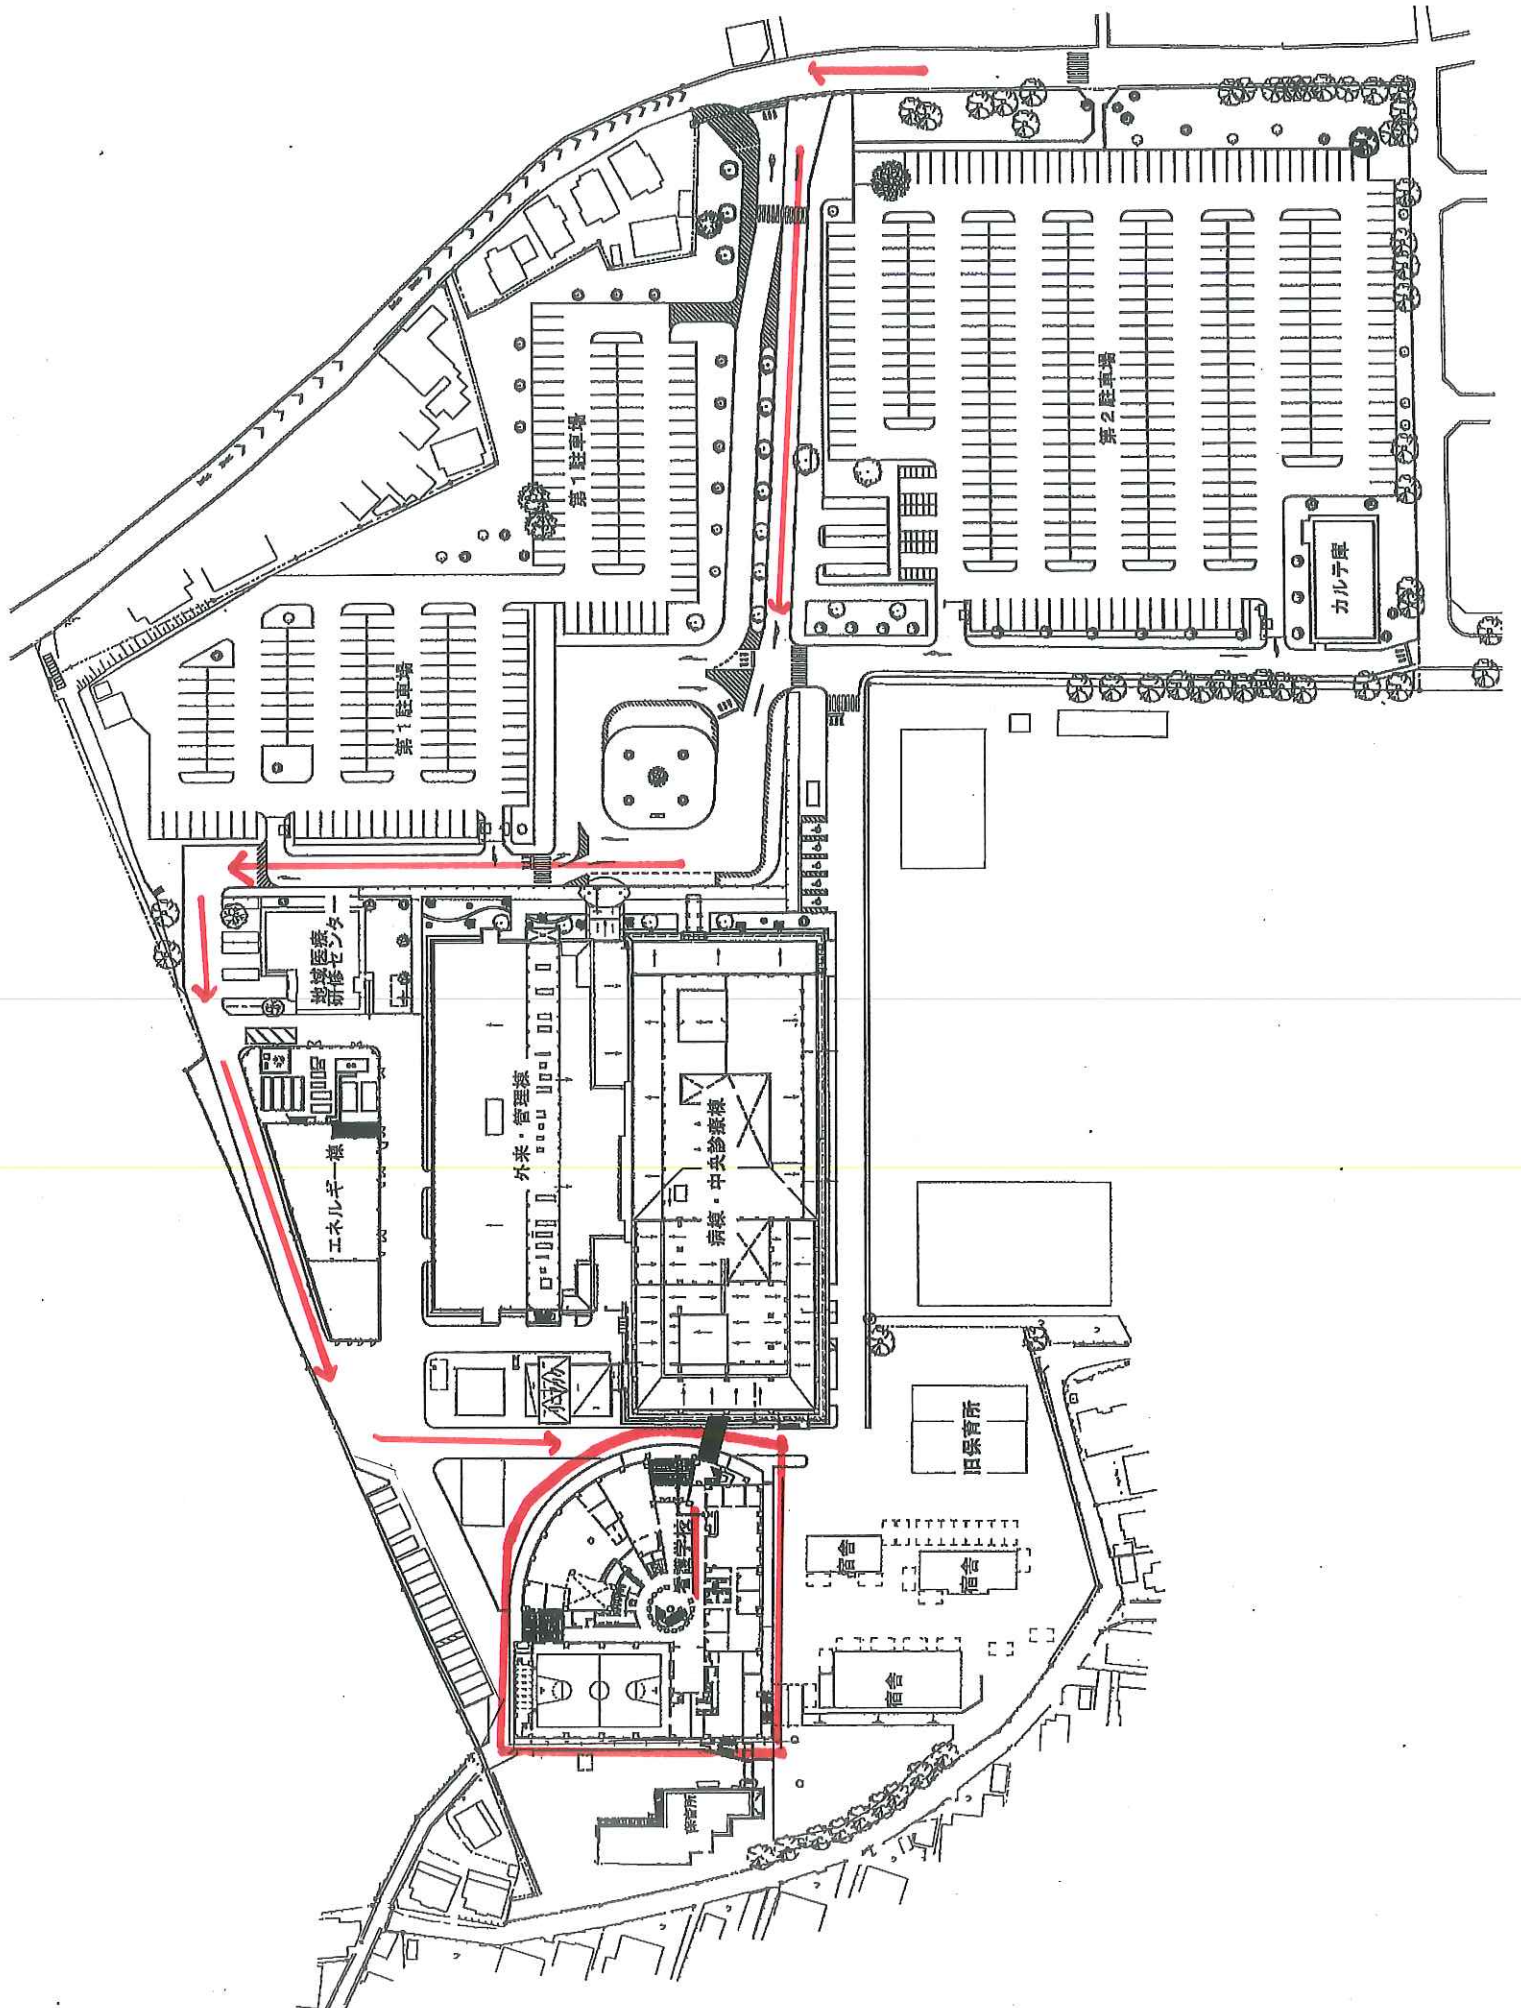 第2駐車場
第1駐車場
カルテ庫
第1駐車場
地域医療
研修センター
外来・管理棟
病棟・中央診療棟
エネルギー棟
旧保育所
看護学校
宿舎
宿舎
宿舎
保管所